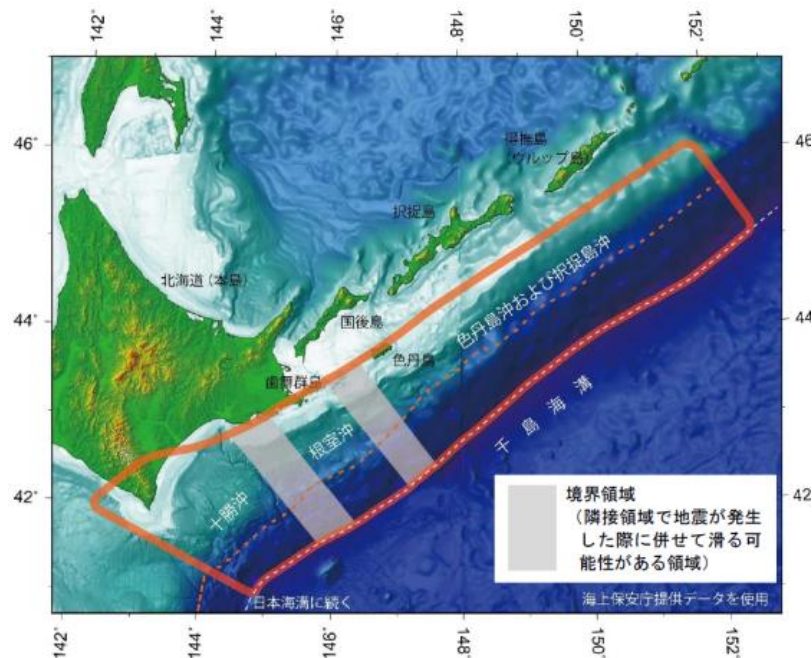 142°
144°
146°
148°
150°
152°
46°
44°
42°
46°
44°
42°
得撫島
(ウルップ島)
択捉島
北海道(本島)
国後島
色丹島
歯舞群島
色丹島沖および択捉島沖
根室沖
十勝沖
千島海溝
日本海溝に続く
境界領域
(隣接領域で地震が発生
した際に併せて滑る可
能性がある領域)
海上保安庁提供データを使用
142°
144°
146°
148°
150°
152°